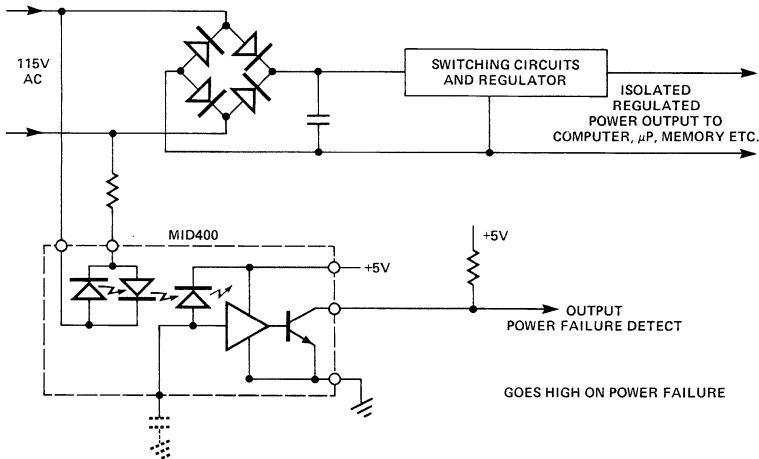 115V
AC
SWITCHING CIRCUITS
AND REGULATOR
ISOLATED
REGULATED
POWER OUTPUT TO
COMPUTER, μP, MEMORY ETC.
MID400
+5V
+5V
OUTPUT
POWER FAILURE DETECT
GOES HIGH ON POWER FAILURE